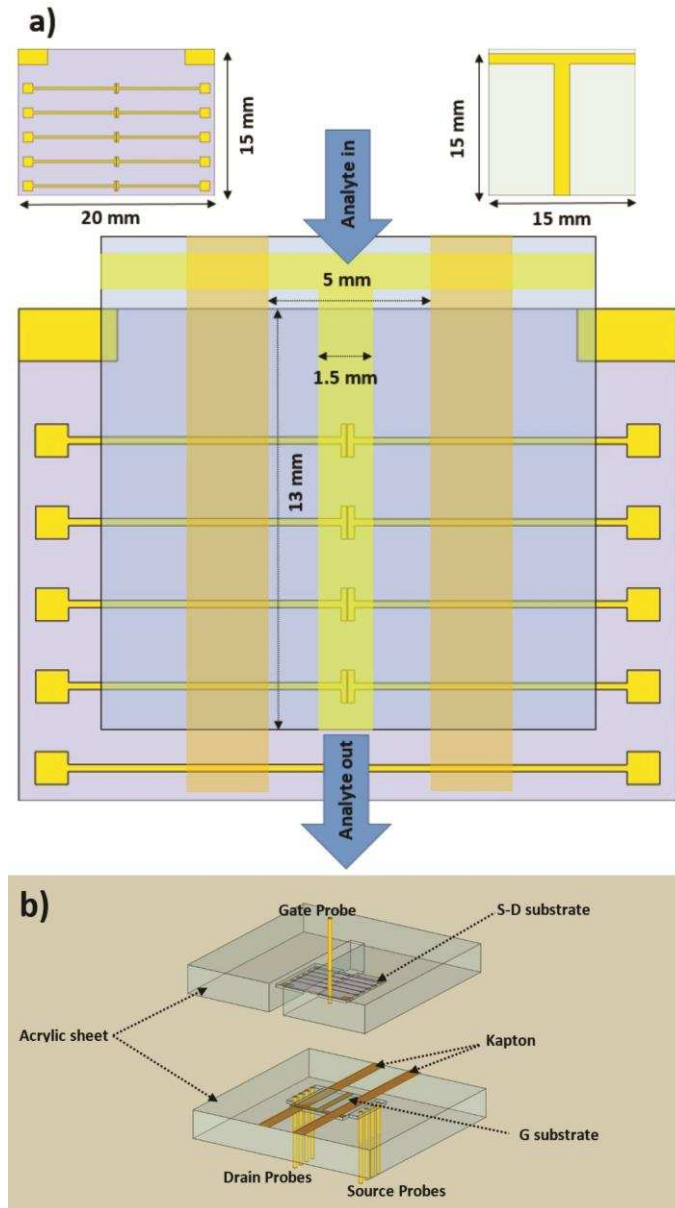 a)
15 mm
20 mm
Analyte in
15 mm
15 mm
5 mm
1.5 mm
13 mm
Analyte out
b)
Gate Probe
S-D substrate
Acrylic sheet
Kapton
G substrate
Drain Probes
Source Probes